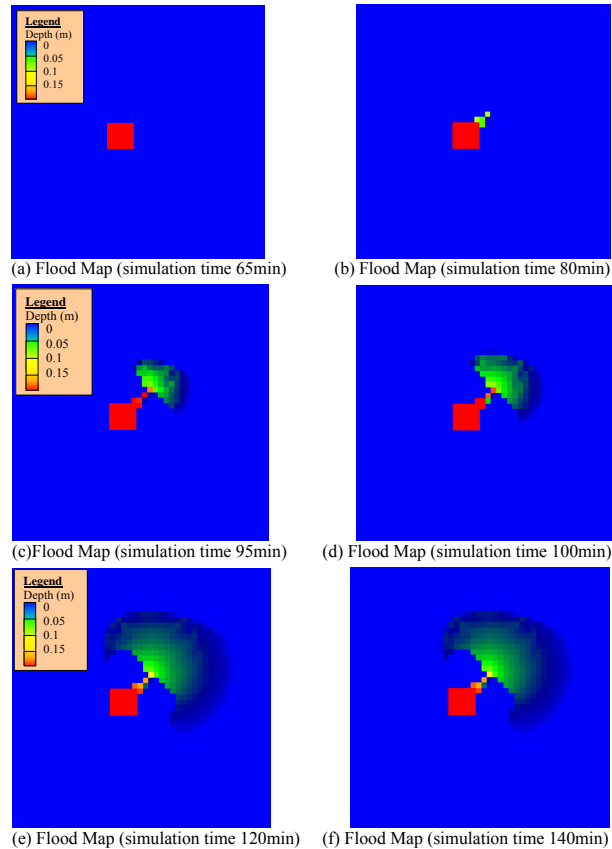 Legend
Depth (m)
0
0.05
0.1
0.15
(a) Flood Map (simulation time 65min)
(b) Flood Map (simulation time 80min)
Legend
Depth (m)
0
0.05
0.1
0.15
(c)Flood Map (simulation time 95min)
(d) Flood Map (simulation time 100min)
Legend
Depth (m)
0
0.05
0.1
0.15
(e) Flood Map (simulation time 120min)
(f) Flood Map (simulation time 140min)